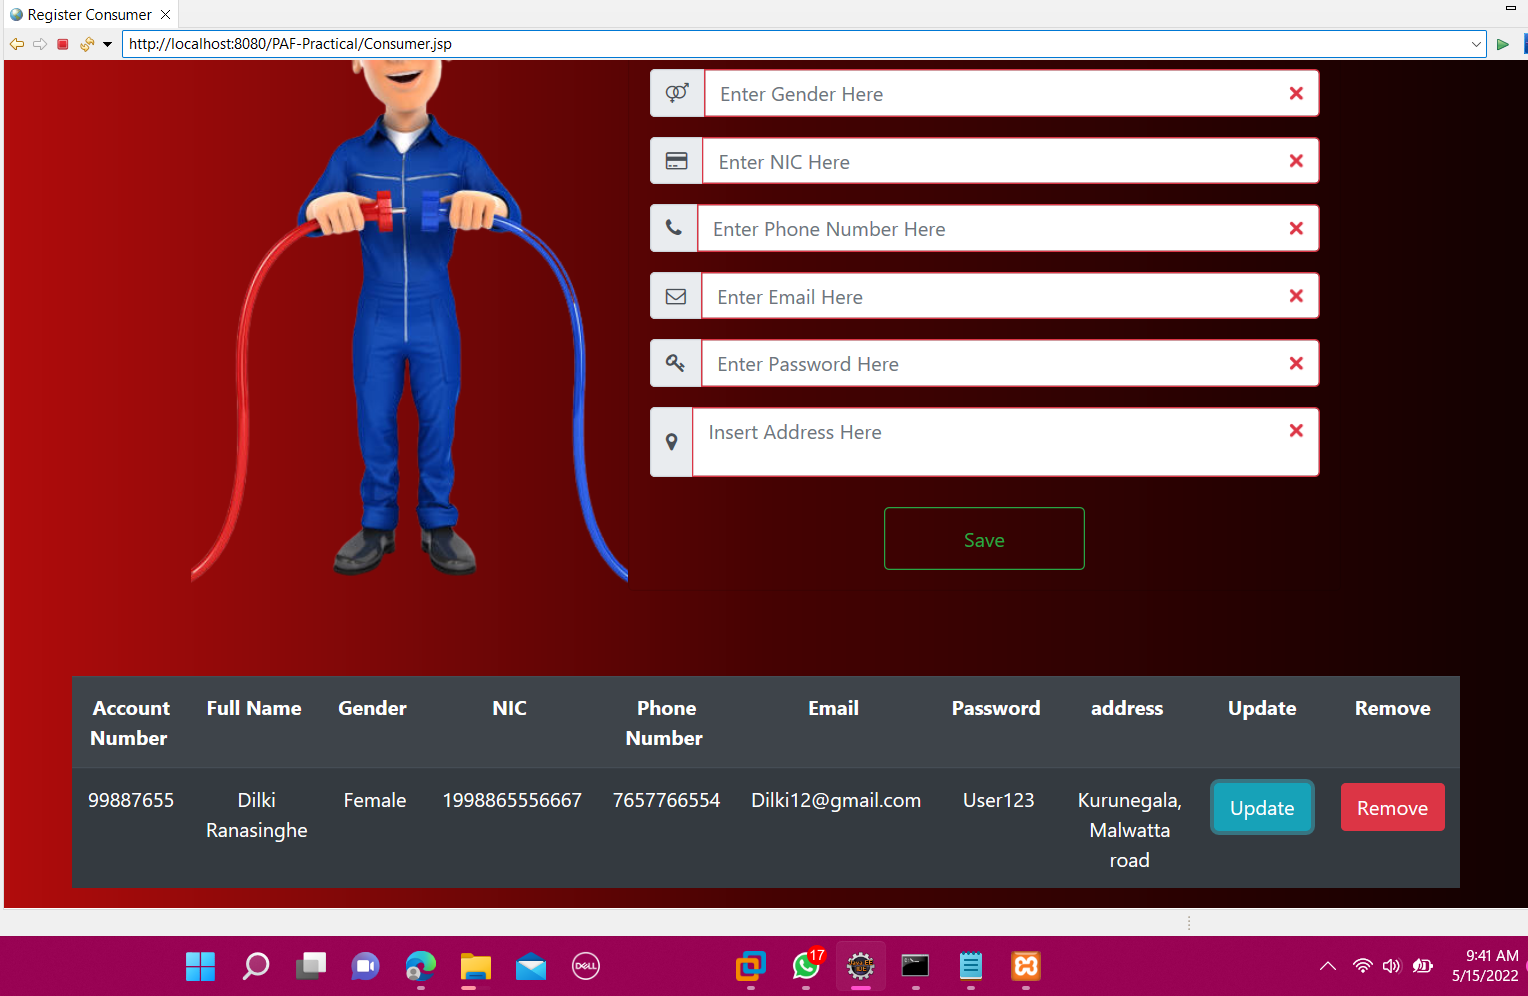 Register Consumer
http://localhost:8080/PAF-Practical/Consumer.jsp
Enter Gender Here
Enter NIC Here
Enter Phone Number Here
Enter Email Here
Enter Password Here
Insert Address Here
Save
Account Number Full Name Gender NIC Phone Number Email Password address Update Remove
99887655 Dilki Ranasinghe Female 1998865556667 7657766554 Dilki12@gmail.com User123 Kurunegala, Malwatta road Update Remove
DELL
17
9:41 AM
5/15/2022